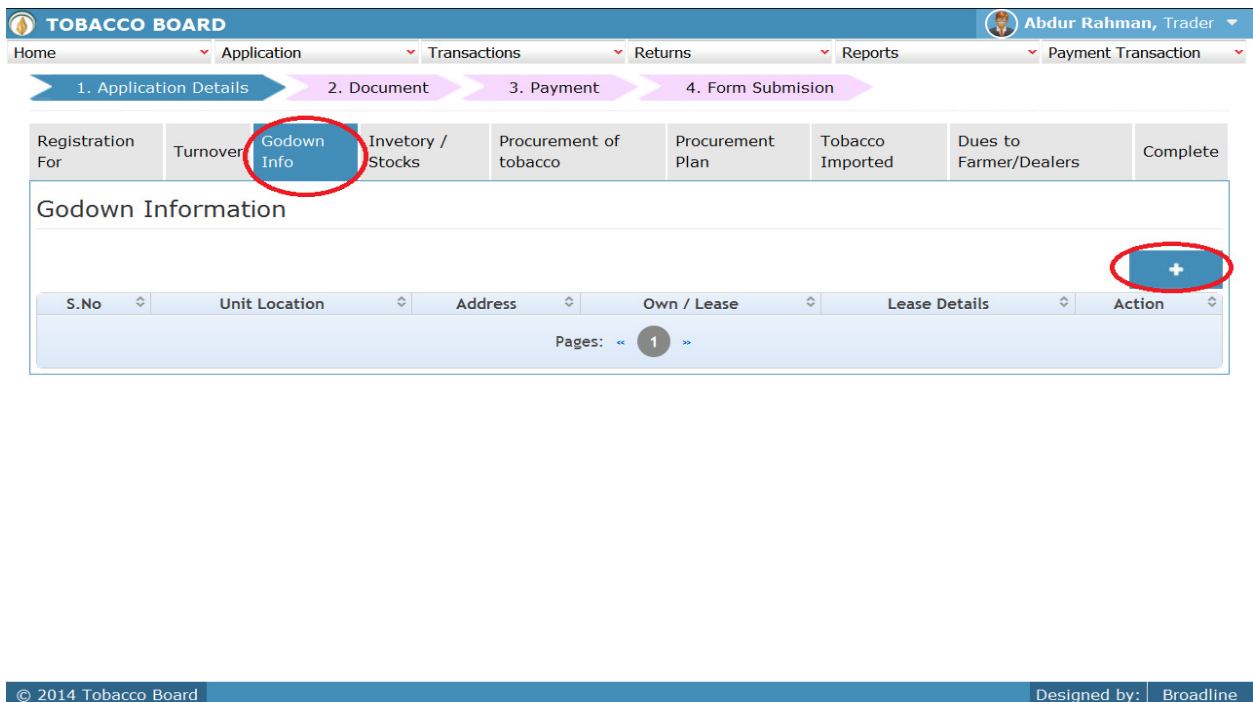 TOBACCO BOARD
Abdur Rahman, Trader
Home Application Transactions Returns Reports Payment Transaction
1. Application Details 2. Document 3. Payment 4. Form Submision
Registration For Turnover Godown Info Invetory / Stocks Procurement of tobacco Procurement Plan Tobacco Imported Dues to Farmer/Dealers Complete
Godown Information
+
S.No Unit Location Address Own / Lease Lease Details Action
Pages: « 1 »
© 2014 Tobacco Board Designed by: Broadline